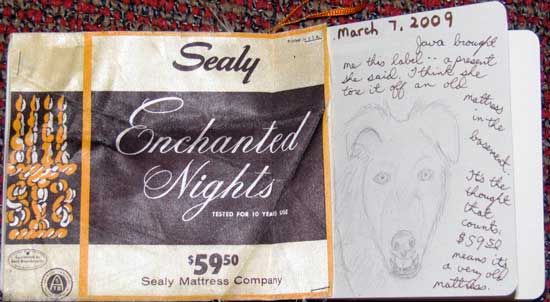 Sealy
Enchanted
Nights
TESTED FOR 10 YEARS USE
$59.50
Sealy Mattress Company
March 7, 2009
Java brought
me this label -- a present
she said. I think she
tore it off an old
mattress
in the
basement.
It's the
thought
that
counts.
$59.50
means it's
a very old
mattress.